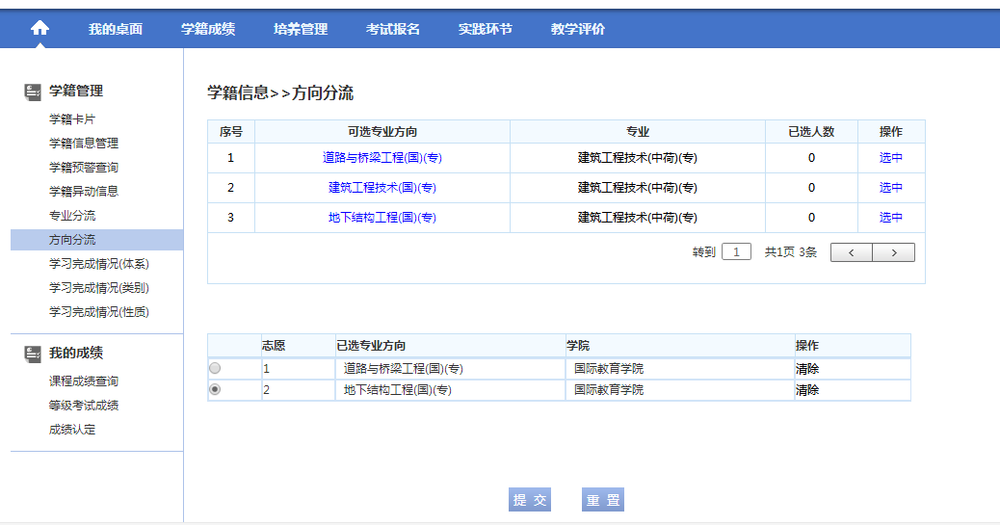 我的桌面 学籍成绩 培养管理 考试报名 实践环节 教学评价
学籍管理
学籍卡片
学籍信息管理
学籍预警查询
学籍异动信息
专业分流
方向分流
学习完成情况(体系)
学习完成情况(类别)
学习完成情况(性质)
我的成绩
课程成绩查询
等级考试成绩
成绩认定
学籍信息>>方向分流
序号 可选专业方向 专业 已选人数 操作
1 道路与桥梁工程(国)(专) 建筑工程技术(中荷)(专) 0 选中
2 建筑工程技术(国)(专) 建筑工程技术(中荷)(专) 0 选中
3 地下结构工程(国)(专) 建筑工程技术(中荷)(专) 0 选中
转到 1 共1页 3条 < >
志愿 已选专业方向 学院 操作
1 道路与桥梁工程(国)(专) 国际教育学院 清除
2 地下结构工程(国)(专) 国际教育学院 清除
提 交 重 置